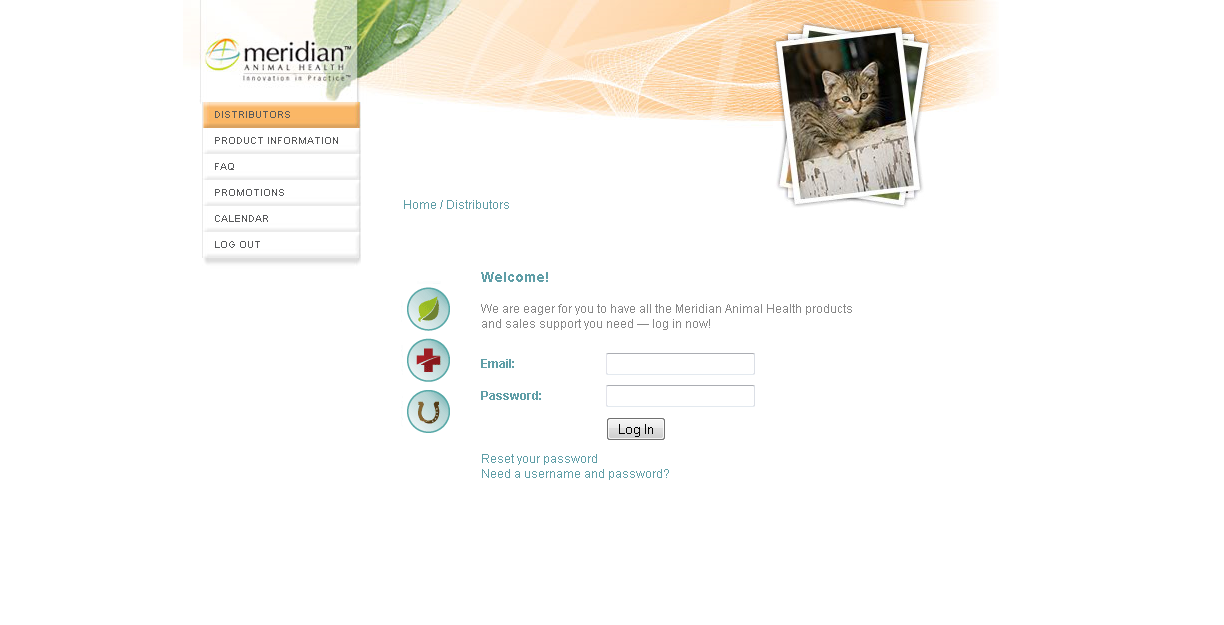 meridian™
ANIMAL HEALTH
Innovation in Practice™
DISTRIBUTORS
PRODUCT INFORMATION
FAQ
PROMOTIONS
CALENDAR
LOG OUT
Home / Distributors
Welcome!
We are eager for you to have all the Meridian Animal Health products
and sales support you need — log in now!
Email:
Password:
Log In
Reset your password
Need a username and password?